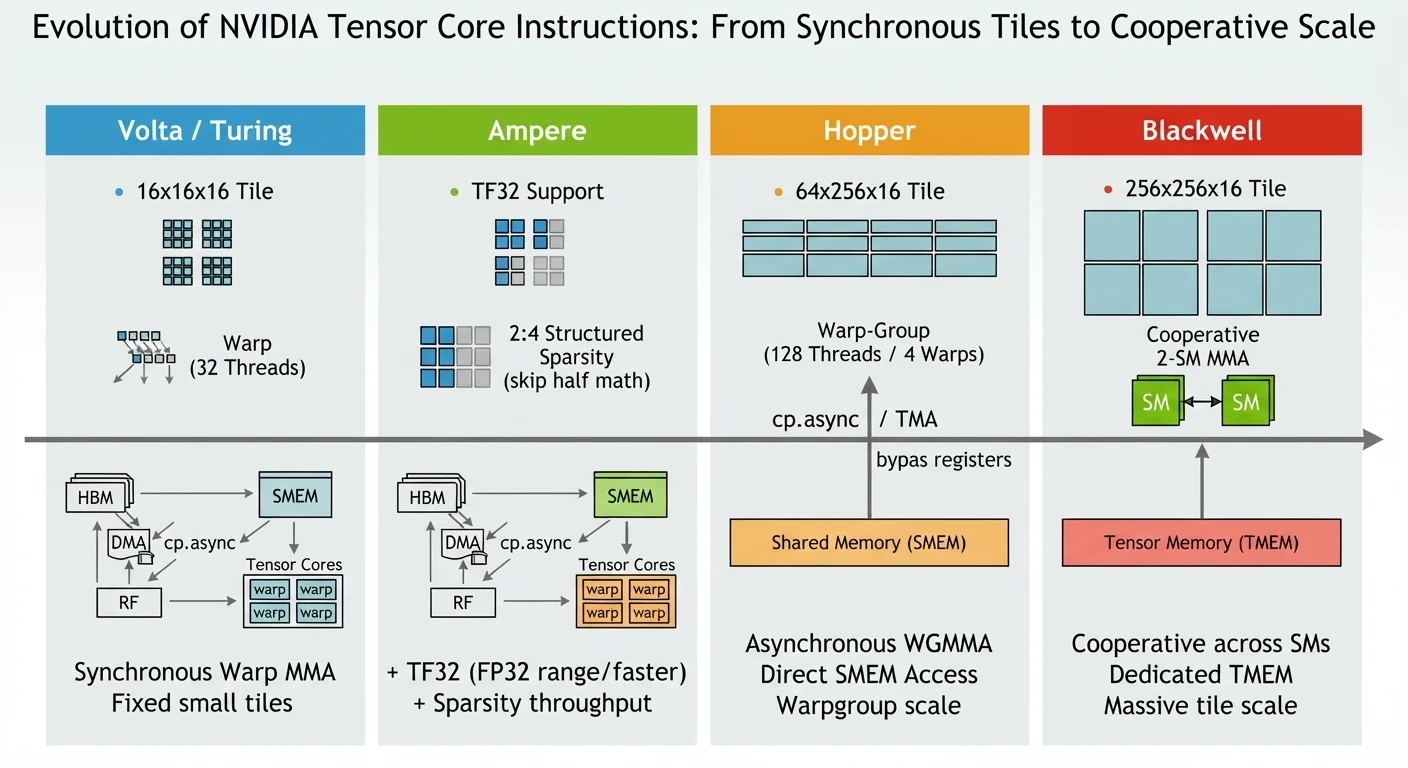 Evolution of NVIDIA Tensor Core Instructions: From Synchronous Tiles to Cooperative Scale
Volta / Turing
16x16x16 Tile
Warp
(32 Threads)
HBM
SMEM
DMA
cp.async
Tensor Cores
RF
warp warp
warp warp
Synchronous Warp MMA
Fixed small tiles
Ampere
TF32 Support
2:4 Structured
Sparsity
(skip half math)
HBM
SMEM
DMA
cp.async
Tensor Cores
RF
warp warp
warp warp
+ TF32 (FP32 range/faster)
+ Sparsity throughput
Hopper
64x256x16 Tile
Warp-Group
(128 Threads / 4 Warps)
cp.async / TMA
bypas registers
Shared Memory (SMEM)
Asynchronous WGMMA
Direct SMEM Access
Warpgroup scale
Blackwell
256x256x16 Tile
Cooperative
2-SM MMA
SM SM
Tensor Memory (TMEM)
Cooperative across SMs
Dedicated TMEM
Massive tile scale